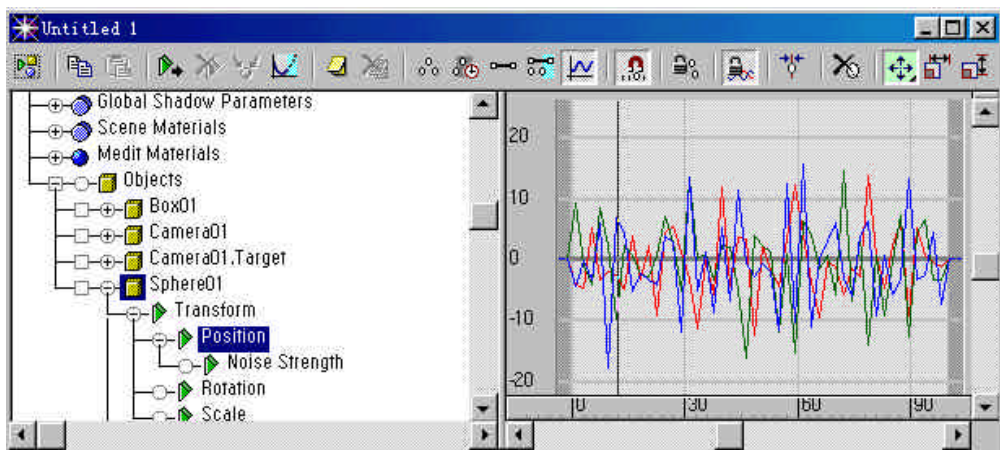 Untitled 1
Global Shadow Parameters
Scene Materials
Medit Materials
Objects
Box01
Camera01
Camera01.Target
Sphere01
Transform
Position
Noise Strength
Rotation
Scale
20
10
0
-10
-20
0 30 60 90